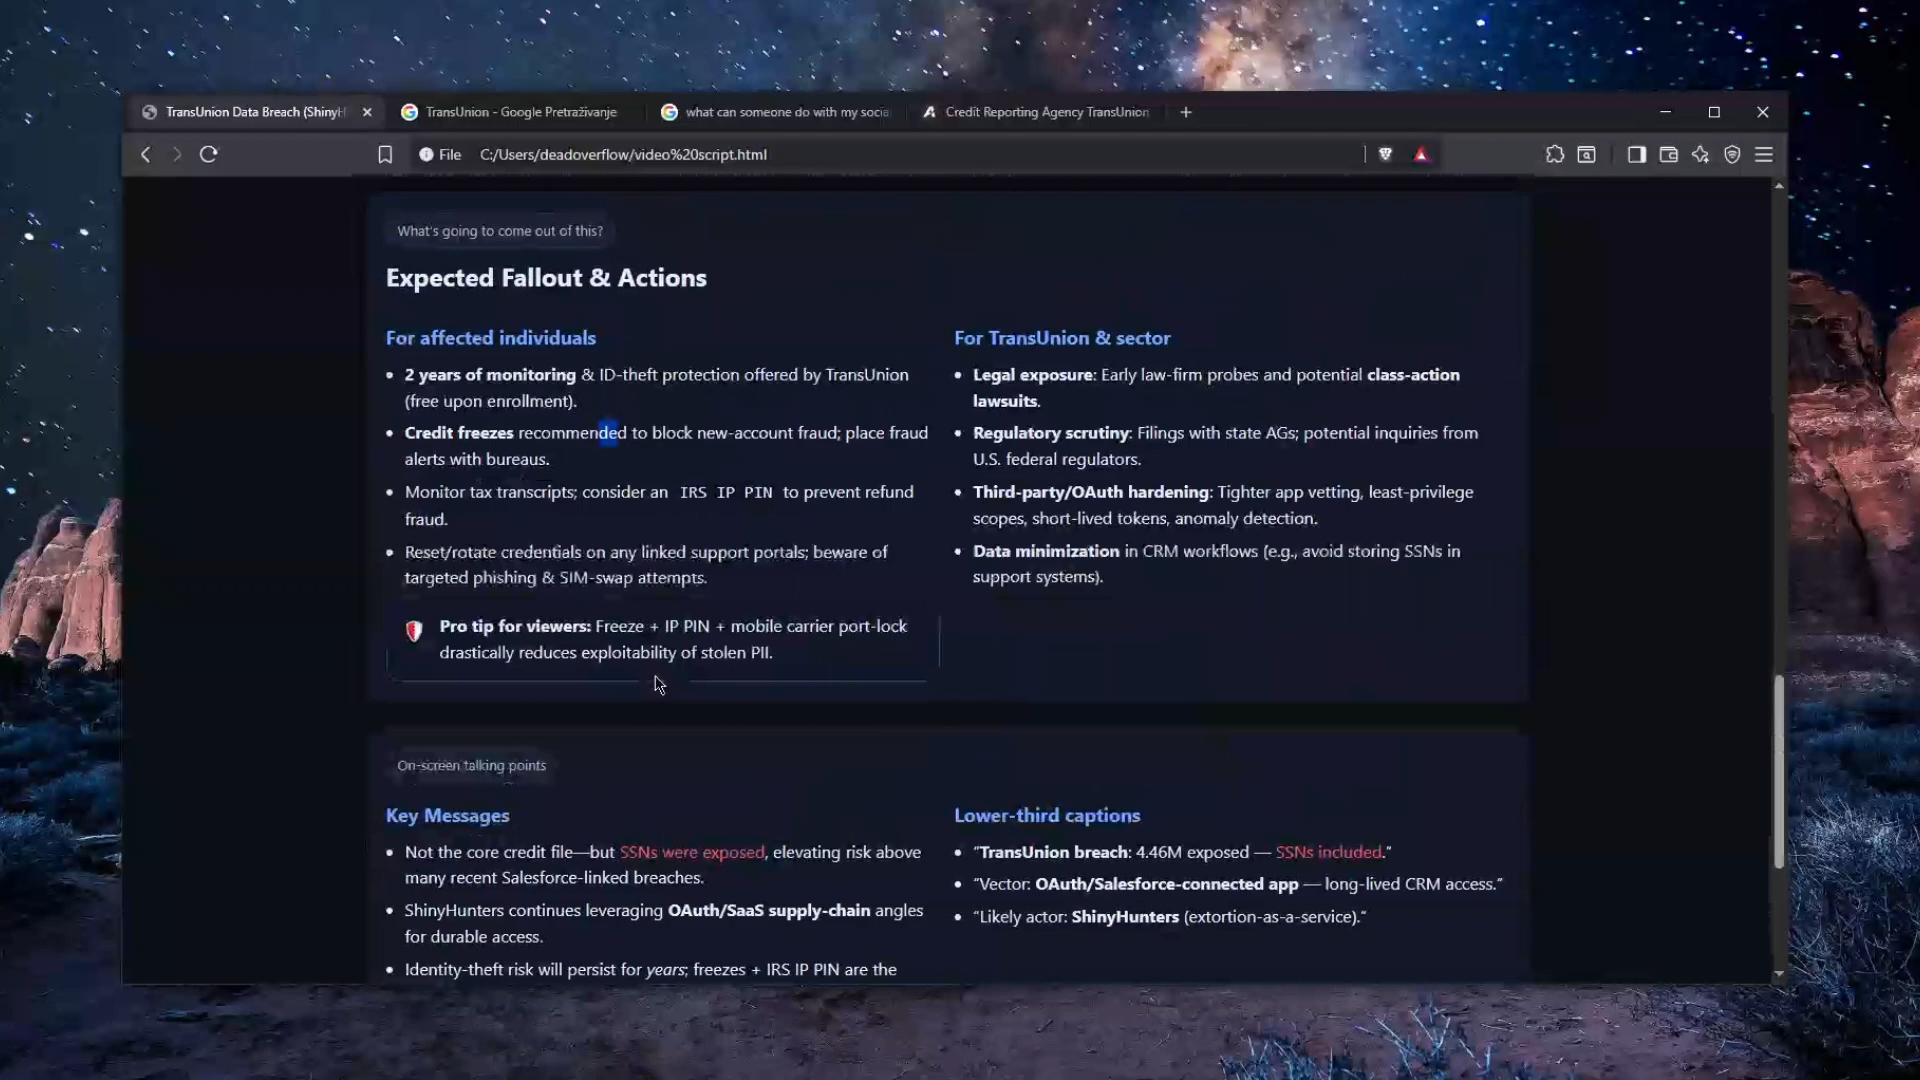 TransUnion Data Breach (ShinyH
TransUnion - Google Pretraživanje
what can someone do with my socia
Credit Reporting Agency TransUnion
File C:/Users/deadoverflow/video%20script.html
What's going to come out of this?
Expected Fallout & Actions
For affected individuals
• 2 years of monitoring & ID-theft protection offered by TransUnion
(free upon enrollment).
• Credit freezes recommended to block new-account fraud; place fraud
alerts with bureaus.
• Monitor tax transcripts; consider an IRS IP PIN to prevent refund
fraud.
• Reset/rotate credentials on any linked support portals; beware of
targeted phishing & SIM-swap attempts.
Pro tip for viewers: Freeze + IP PIN + mobile carrier port-lock
drastically reduces exploitability of stolen PII.
For TransUnion & sector
• Legal exposure: Early law-firm probes and potential class-action
lawsuits.
• Regulatory scrutiny: Filings with state AGs; potential inquiries from
U.S. federal regulators.
• Third-party/OAuth hardening: Tighter app vetting, least-privilege
scopes, short-lived tokens, anomaly detection.
• Data minimization in CRM workflows (e.g., avoid storing SSNs in
support systems).
On-screen talking points
Key Messages
• Not the core credit file—but SSNs were exposed, elevating risk above
many recent Salesforce-linked breaches.
• ShinyHunters continues leveraging OAuth/SaaS supply-chain angles
for durable access.
• Identity-theft risk will persist for years; freezes + IRS IP PIN are the
Lower-third captions
• “TransUnion breach: 4.46M exposed — SSNs included.”
• “Vector: OAuth/Salesforce-connected app — long-lived CRM access.”
• “Likely actor: ShinyHunters (extortion-as-a-service).”